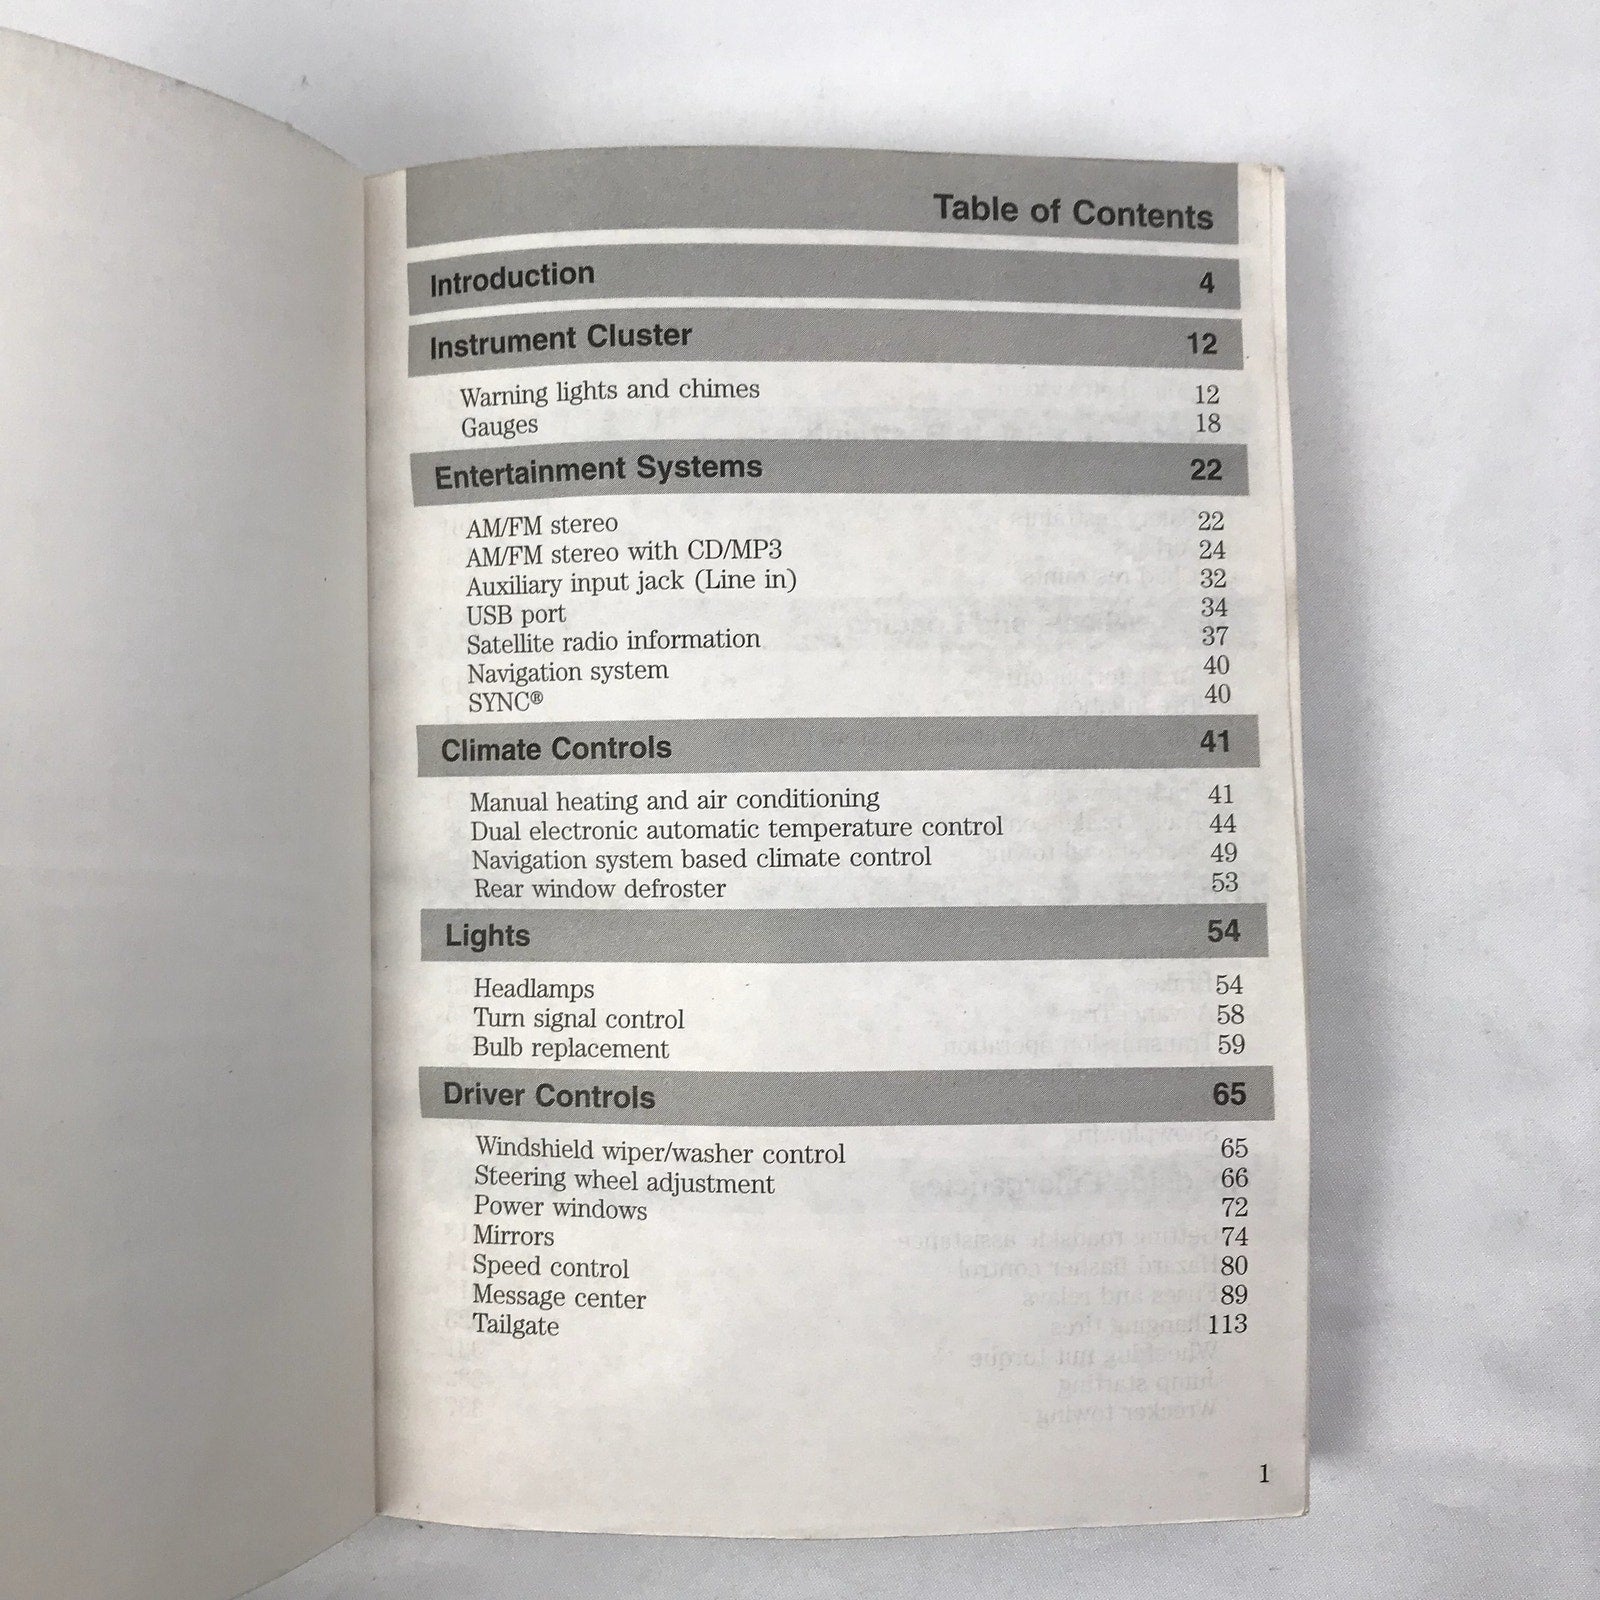 Table of Contents
Introduction 4
Instrument Cluster 12
Warning lights and chimes 12
Gauges 18
Entertainment Systems 22
AM/FM stereo 22
AM/FM stereo with CD/MP3 24
Auxiliary input jack (Line in) 32
USB port 34
Satellite radio information 37
Navigation system 40
SYNC® 40
Climate Controls 41
Manual heating and air conditioning 41
Dual electronic automatic temperature control 44
Navigation system based climate control 49
Rear window defroster 53
Lights 54
Headlamps 54
Turn signal control 58
Bulb replacement 59
Driver Controls 65
Windshield wiper/washer control 65
Steering wheel adjustment 66
Power windows 72
Mirrors 74
Speed control 80
Message center 89
Tailgate 113
1